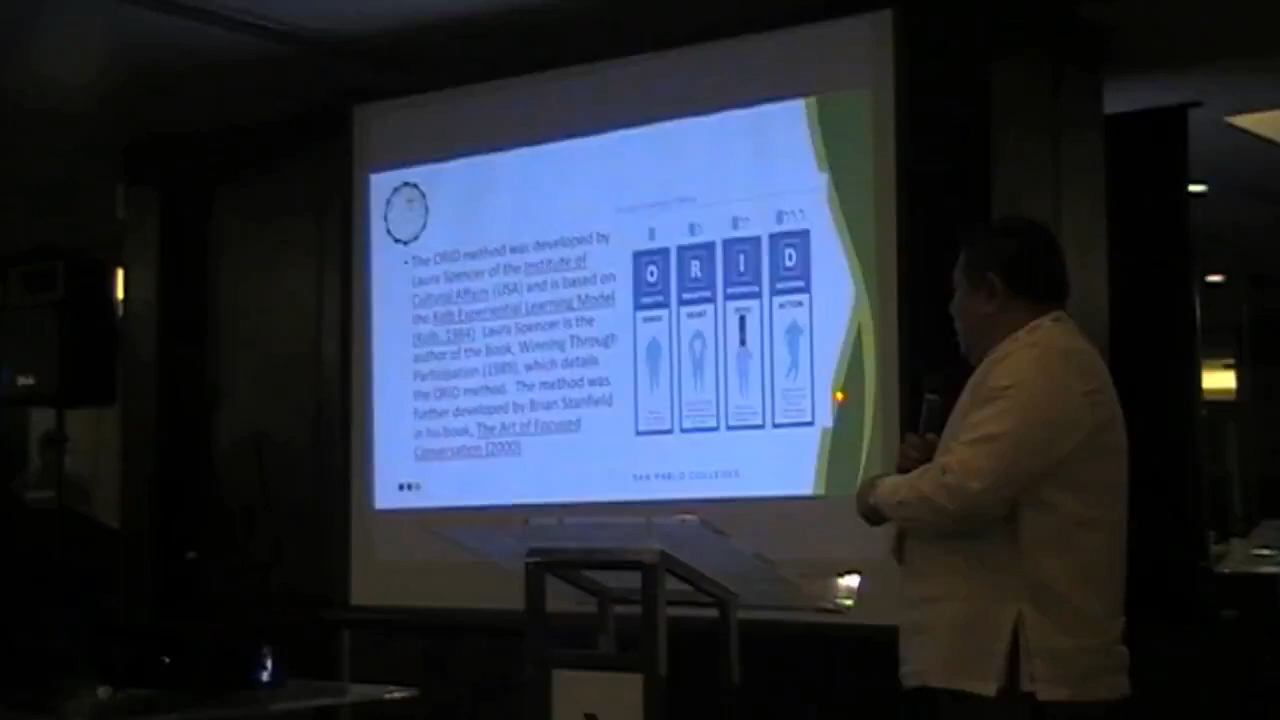 • The ORID method was developed by
Laura Spencer of the Institute of
Cultural Affairs (USA) and is based on
the Kolb Experiential Learning Model
(Kolb, 1984). Laura Spencer is the
author of the book, Winning Through
Participation (1989), which details
the ORID method. The method was
further developed by Brian Stanfield
in his book, The Art of Focused
Conversation (2000)
O R I D
HEART
ACTION
SAN PABLO COLLEGES